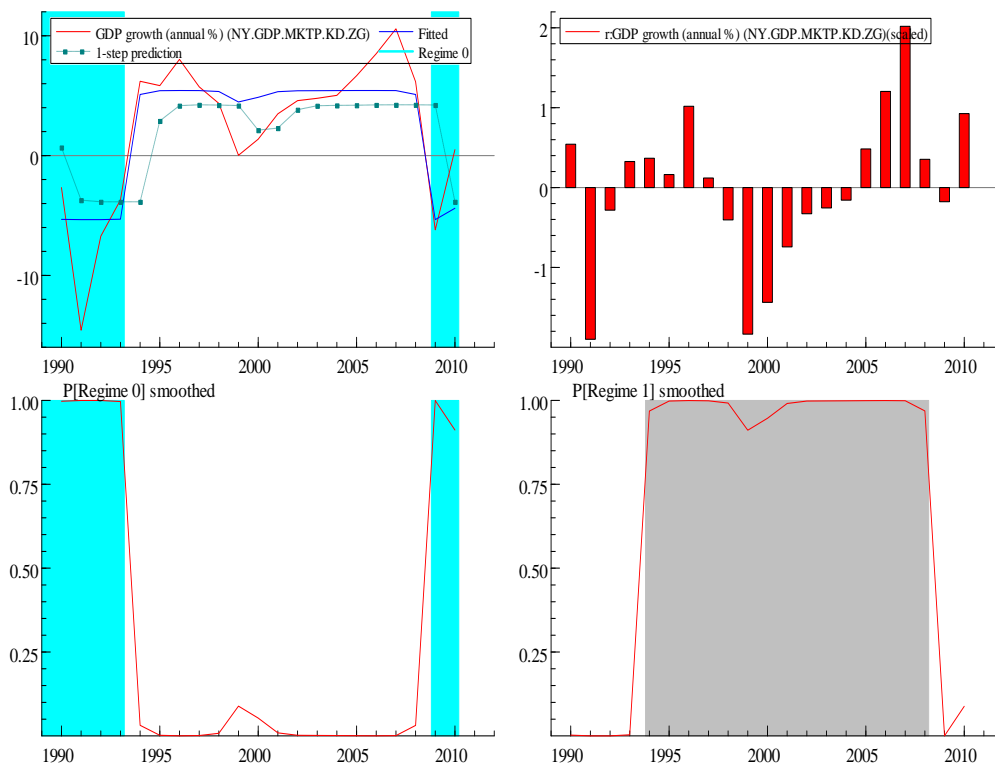 GDP growth (annual %) (NY.GDP.MKTP.KD.ZG) Fitted
1-step prediction Regime 0
10
0
-10
1990 1995 2000 2005 2010
r:GDP growth (annual %) (NY.GDP.MKTP.KD.ZG)(scaled)
2
1
0
-1
1990 1995 2000 2005 2010
P[Regime 0] smoothed
1.00
0.75
0.50
0.25
1990 1995 2000 2005 2010
P[Regime 1] smoothed
1.00
0.75
0.50
0.25
1990 1995 2000 2005 2010